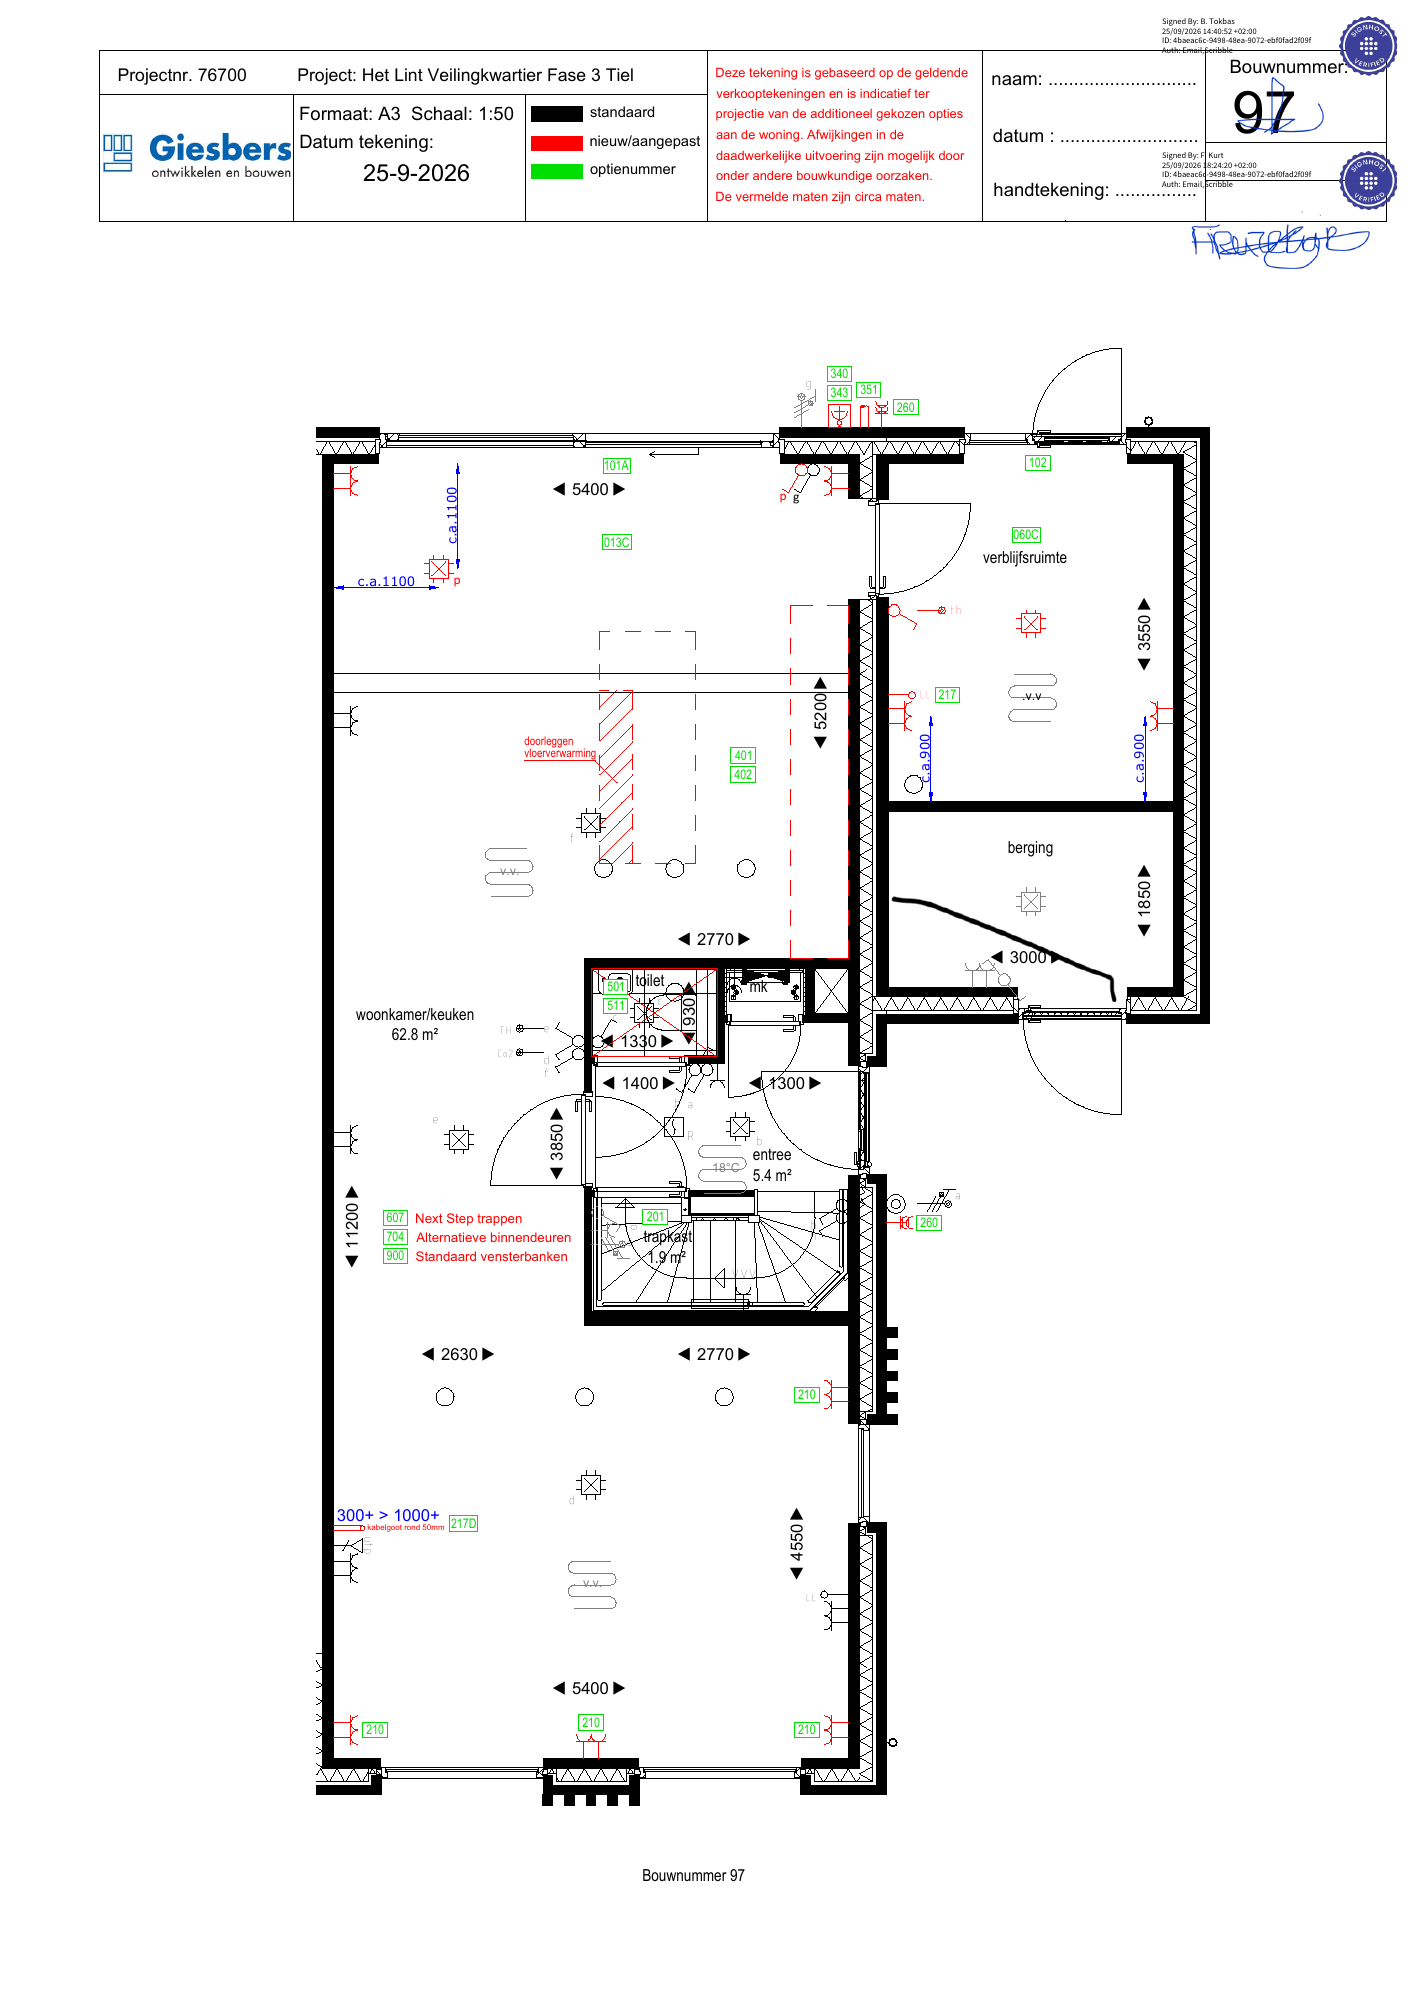 Signed By: B. Tokbas
25/09/2026 14:40:52 +02:00
ID: 4baeac6c-9498-48ea-9072-ebf0fad2f09f
Auth: Email,Scribble
SIGNHOST
VERIFIED
Projectnr. 76700
Project: Het Lint Veilingkwartier Fase 3 Tiel
Giesbers
ontwikkelen en bouwen
Formaat: A3 Schaal: 1:50
Datum tekening:
25-9-2026
standaard
nieuw/aangepast
optienummer
Deze tekening is gebaseerd op de geldende
verkooptekeningen en is indicatief ter
projectie van de additioneel gekozen opties
aan de woning. Afwijkingen in de
daadwerkelijke uitvoering zijn mogelijk door
onder andere bouwkundige oorzaken.
De vermelde maten zijn circa maten.
naam: ............................
datum : ..........................
handtekening: ................
Bouwnummer:
97
Signed By: F. Kurt
25/09/2026 18:24:20 +02:00
ID: 4baeac6c-9498-48ea-9072-ebf0fad2f09f
Auth: Email,Scribble
SIGNHOST
VERIFIED
g
340
343
351
260
101A
5400
p g
102
c.a.1100
013C
060C
verblijfsruimte
c.a.1100
p
th
3550
217
v.v
5200
doorleggen
vloerverwarming
401
402
c.a.900
c.a.900
f
berging
v.v.
1850
2770
3000
toilet
mk
501
511
930
woonkamer/keuken
62.8 m²
TH
e
Co2
d
f
1330
1400
1300
a
e
R
b
3850
entree
5.4 m²
18°C
11200
607 Next Step trappen
704 Alternatieve binnendeuren
900 Standaard vensterbanken
201
trapkast
1.9 m²
a
260
2630
2770
210
d
300+ > 1000+
kabelgoot rond 50mm
217D
4550
v.v.
5400
210
210
210
Bouwnummer 97